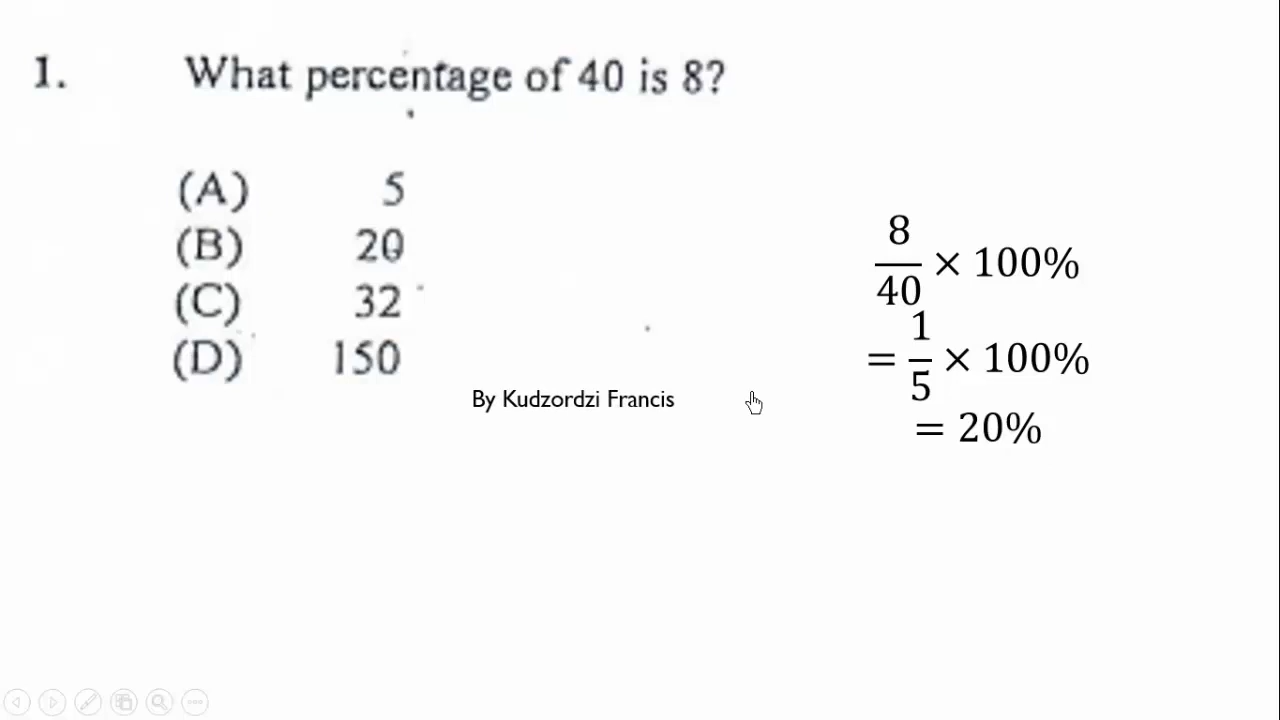 1. What percentage of 40 is 8?
(A) 5
(B) 20
(C) 32
(D) 150
8/40 × 100%
= 1/5 × 100%
= 20%
By Kudzordzi Francis